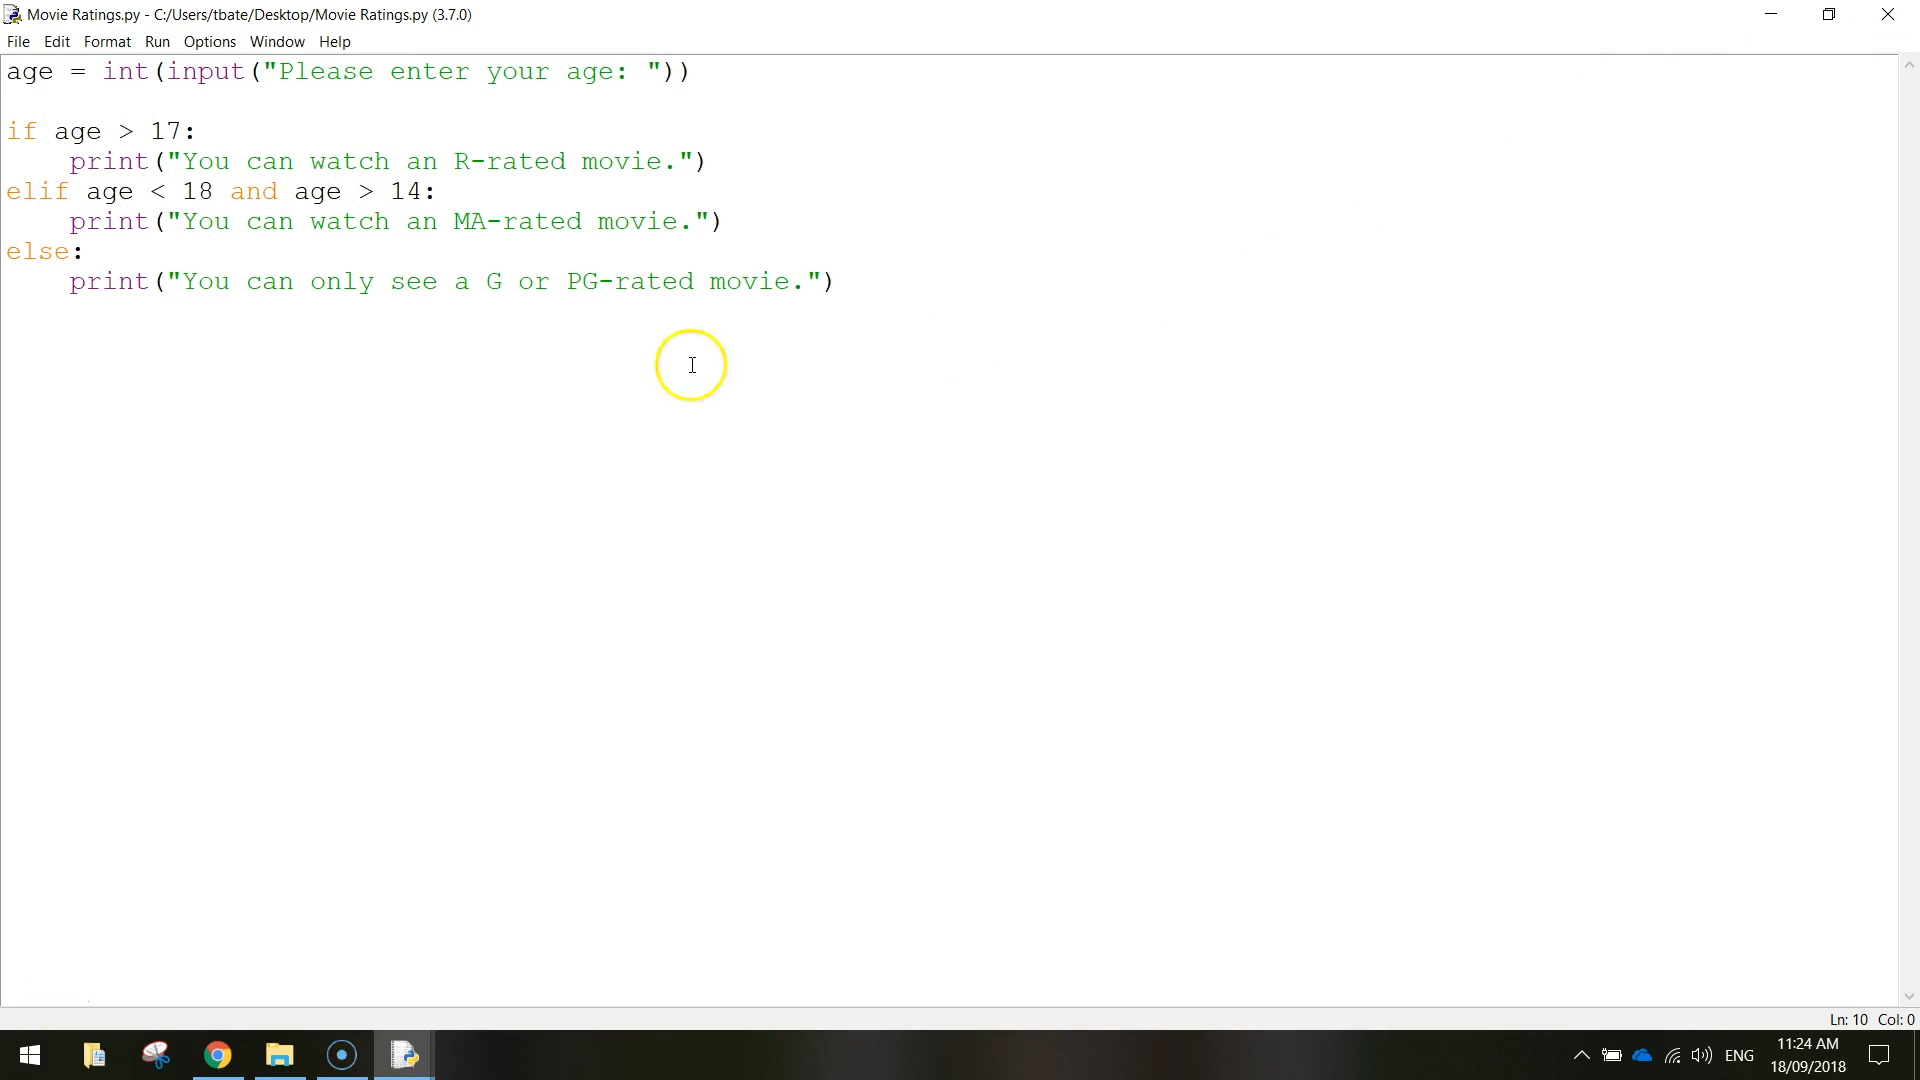 Movie Ratings.py - C:/Users/tbate/Desktop/Movie Ratings.py (3.7.0)
File Edit Format Run Options Window Help
age = int(input("Please enter your age: "))
if age > 17:
    print("You can watch an R-rated movie.")
elif age < 18 and age > 14:
    print("You can watch an MA-rated movie.")
else:
    print("You can only see a G or PG-rated movie.")
Ln: 10 Col: 0
ENG
11:24 AM
18/09/2018